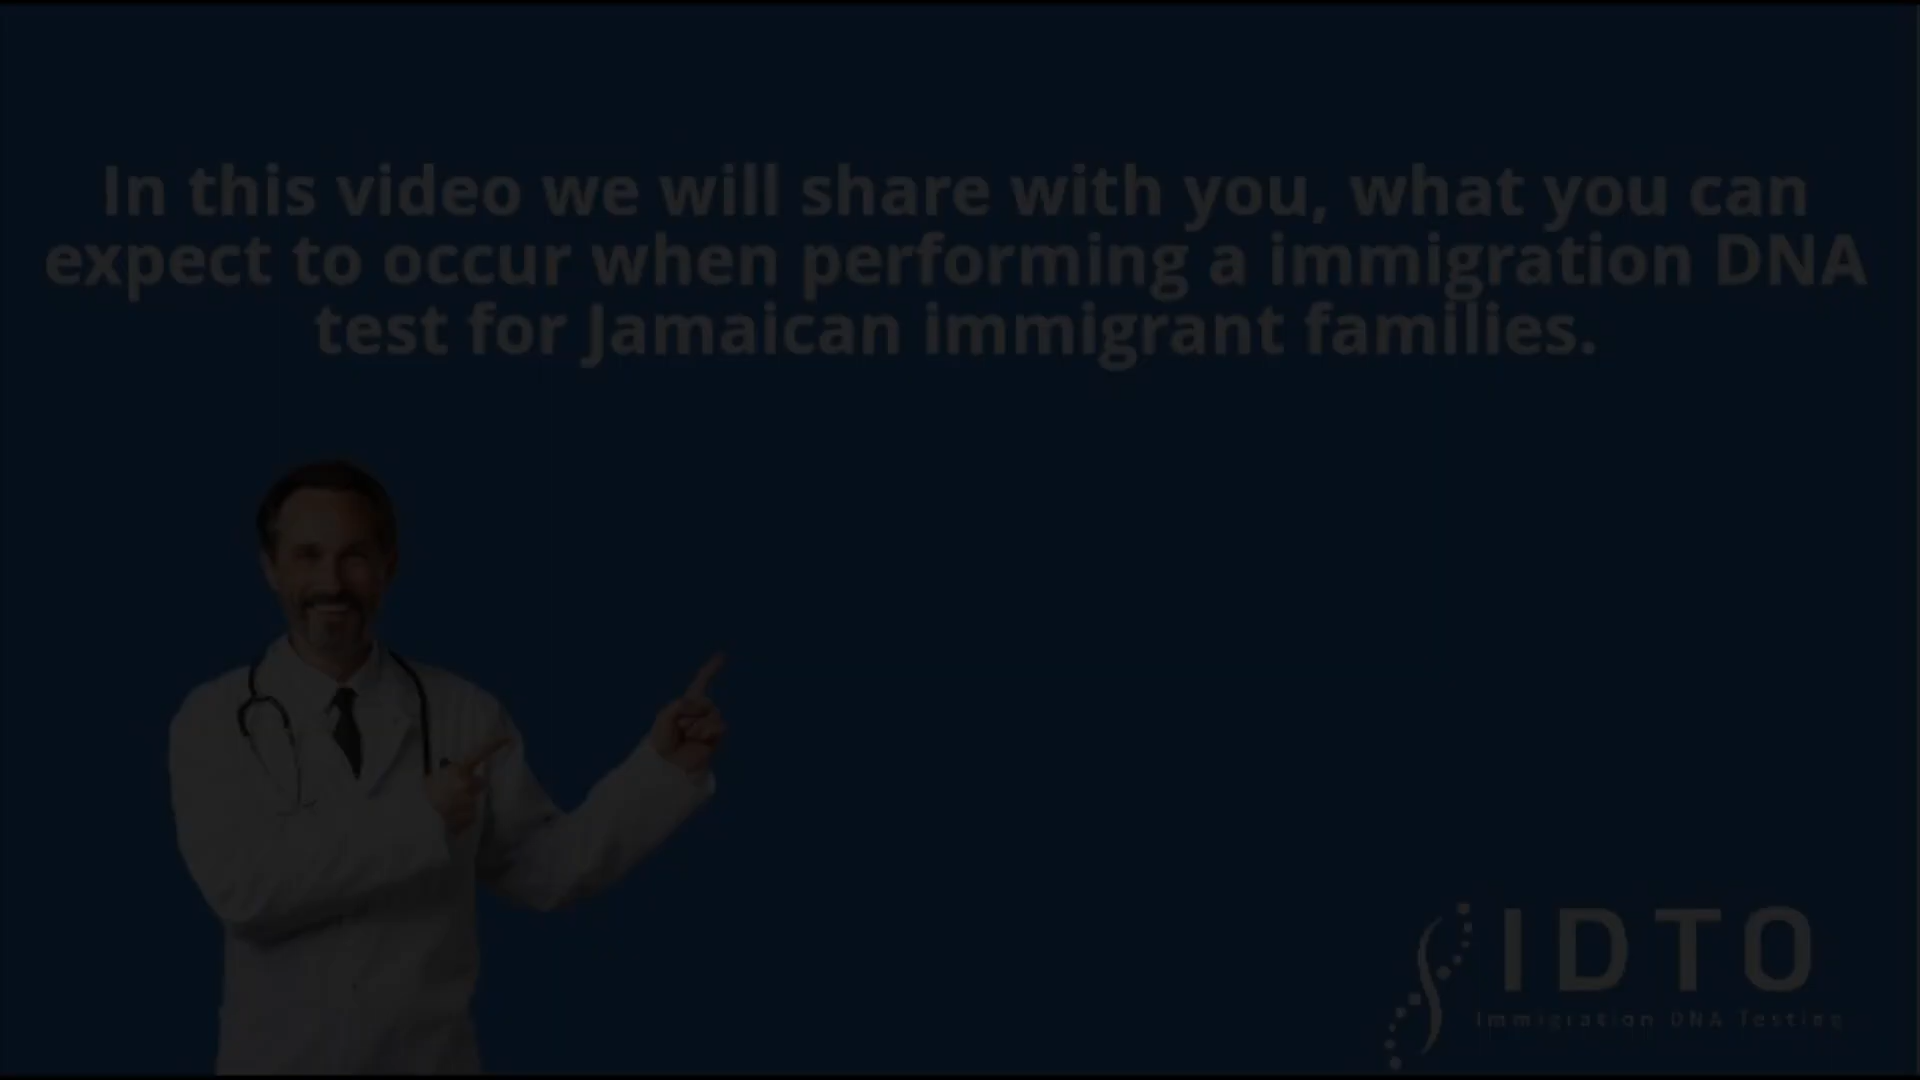 In this video we will share with you, what you can
expect to occur when performing a immigration DNA
test for Jamaican immigrant families.
IDTO
Immigration DNA Testing